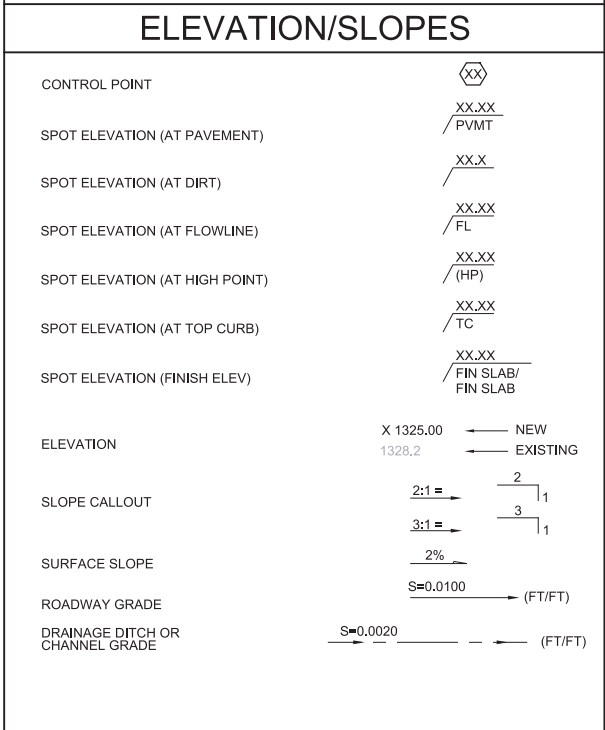 ELEVATION/SLOPES
CONTROL POINT
XX
SPOT ELEVATION (AT PAVEMENT)
XX.XX
PVMT
SPOT ELEVATION (AT DIRT)
XX.X
SPOT ELEVATION (AT FLOWLINE)
XX.XX
FL
SPOT ELEVATION (AT HIGH POINT)
XX.XX
(HP)
SPOT ELEVATION (AT TOP CURB)
XX.XX
TC
SPOT ELEVATION (FINISH ELEV)
XX.XX
FIN SLAB/
FIN SLAB
ELEVATION
X 1325.00 NEW
1328.2 EXISTING
SLOPE CALLOUT
2:1 = 2 1
3:1 = 3 1
SURFACE SLOPE
2%
ROADWAY GRADE
S=0.0100 (FT/FT)
DRAINAGE DITCH OR
CHANNEL GRADE
S=0.0020 (FT/FT)